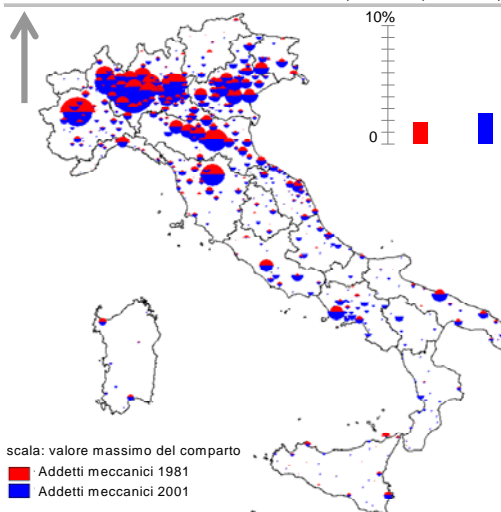 10%
0
scala: valore massimo del comparto
Addetti meccanici 1981
Addetti meccanici 2001